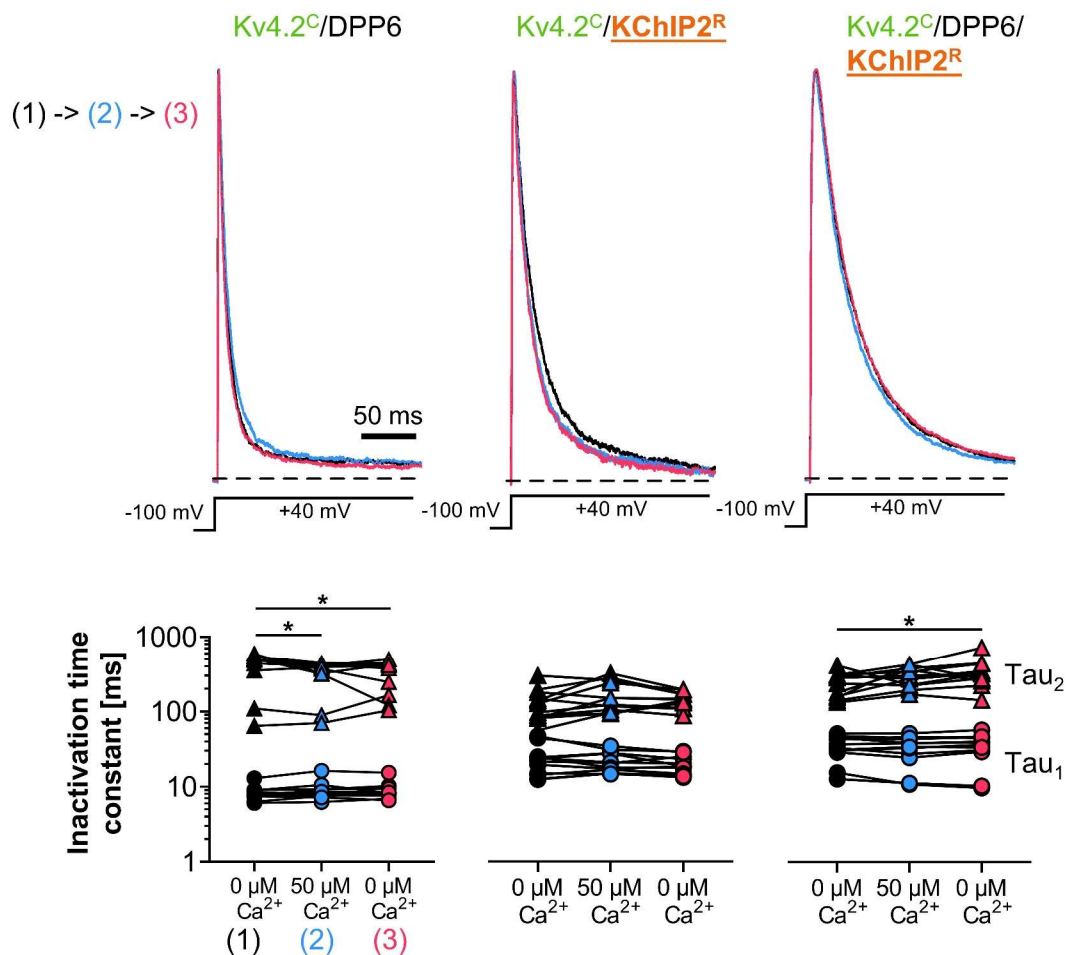 Kv4.2ᶜ/DPP6
Kv4.2ᶜ/KChIP2ᴿ
Kv4.2ᶜ/DPP6/
KChIP2ᴿ
(1) -> (2) -> (3)
50 ms
-100 mV
+40 mV
-100 mV
+40 mV
-100 mV
+40 mV
Inactivation time
constant [ms]
1000
100
10
1
*
*
*
Tau₂
Tau₁
0 µM 50 µM 0 µM
Ca²⁺ Ca²⁺ Ca²⁺
(1) (2) (3)
0 µM 50 µM 0 µM
Ca²⁺ Ca²⁺ Ca²⁺
0 µM 50 µM 0 µM
Ca²⁺ Ca²⁺ Ca²⁺